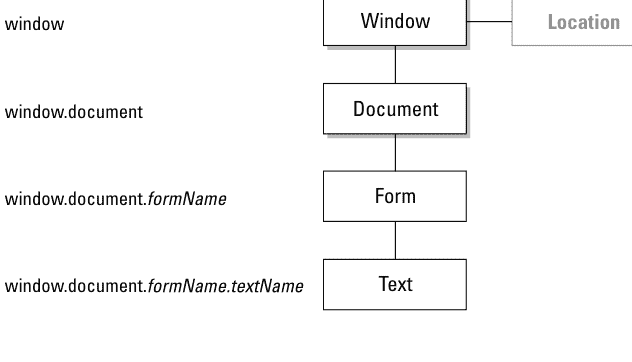 window
Window
Location
window.document
Document
window.document.formName
Form
window.document.formName.textName
Text